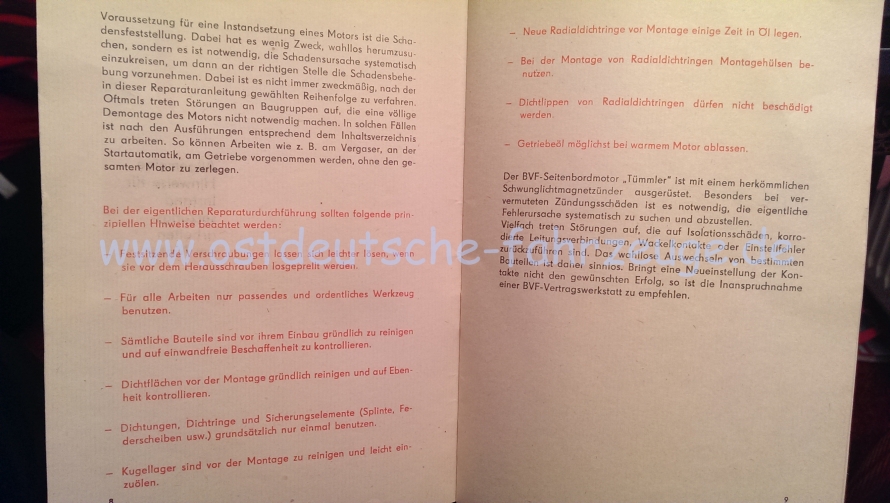 Voraussetzung für eine Instandsetzung eines Motors ist die Scha-
densfeststellung. Dabei hat es wenig Zweck, wahllos herumzusu-
chen, sondern es ist notwendig, die Schadensursache systematisch
einzukreisen, um dann an der richtigen Stelle die Schadensbehe-
bung vorzunehmen. Dabei ist es nicht immer zweckmäßig, nach der
in dieser Reparaturanleitung gewählten Reihenfolge zu verfahren.
Oftmals treten Störungen an Baugruppen auf, die eine völlige
Demontage des Motors nicht notwendig machen. In solchen Fällen
ist nach den Ausführungen entsprechend dem Inhaltsverzeichnis
zu arbeiten. So können Arbeiten wie z. B. am Vergaser, an der
Startautomatik, am Getriebe vorgenommen werden, ohne den ge-
samten Motor zu zerlegen.
Bei der eigentlichen Reparaturdurchführung sollten folgende prin-
zipiellen Hinweise beachtet werden:
– Festsitzende Verschraubungen lassen sich leichter lösen, wenn
sie vor dem Herausschrauben losgeprellt werden.
– Für alle Arbeiten nur passendes und ordentliches Werkzeug
benutzen.
– Sämtliche Bauteile sind vor ihrem Einbau gründlich zu reinigen
und auf einwandfreie Beschaffenheit zu kontrollieren.
– Dichtflächen vor der Montage gründlich reinigen und auf Eben-
heit kontrollieren.
– Dichtungen, Dichtringe und Sicherungselemente (Splinte, Fe-
derscheiben usw.) grundsätzlich nur einmal benutzen.
– Kugellager sind vor der Montage zu reinigen und leicht ein-
zuölen.
8
– Neue Radialdichtringe vor Montage einige Zeit in Öl legen.
– Bei der Montage von Radialdichtringen Montagehülsen be-
nutzen.
– Dichtlippen von Radialdichtringen dürfen nicht beschädigt
werden.
– Getriebeöl möglichst bei warmem Motor ablassen.
Der BVF-Seitenbordmotor „Tümmler" ist mit einem herkömmlichen
Schwunglichtmagnetzünder ausgerüstet. Besonders bei ver-
vermuteten Zündungsschäden ist es notwendig, die eigentliche
Fehlerursache systematisch zu suchen und abzustellen.
Vielfach treten Störungen auf, die auf Isolationsschäden, korro-
dierte Leitungsverbindungen, Wackelkontakte oder Einstellfehler
zurückzuführen sind. Das wahllose Auswechseln von bestimmten
Bauteilen ist daher sinnlos. Bringt eine Neueinstellung der Kon-
takte nicht den gewünschten Erfolg, so ist die Inanspruchnahme
einer BVF-Vertragswerkstatt zu empfehlen.
9
www.ostdeutsche-fahrzeuge.de